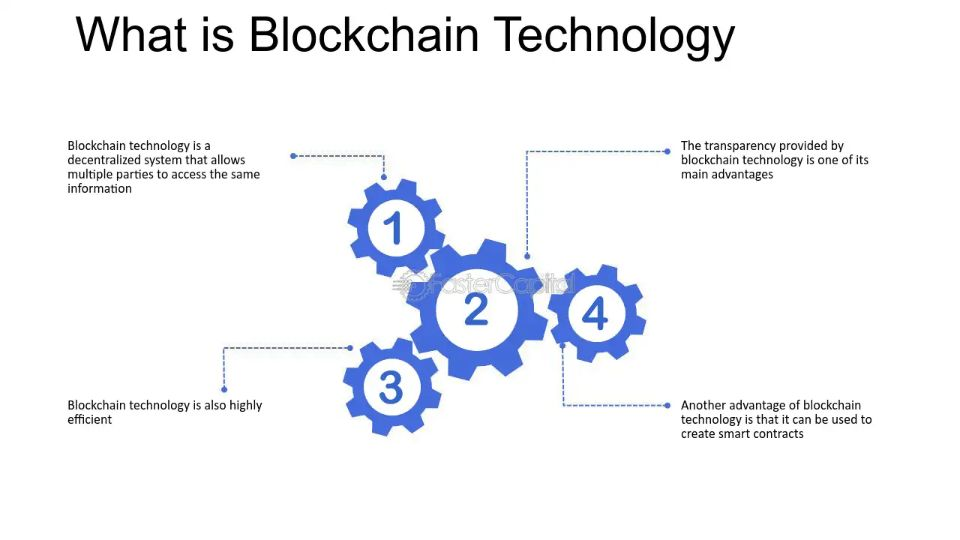 What is Blockchain Technology
Blockchain technology is a
decentralized system that allows
multiple parties to access the same
information
The transparency provided by
blockchain technology is one of its
main advantages
1
FasterCapital
2
4
3
Blockchain technology is also highly
efficient
Another advantage of blockchain
technology is that it can be used to
create smart contracts